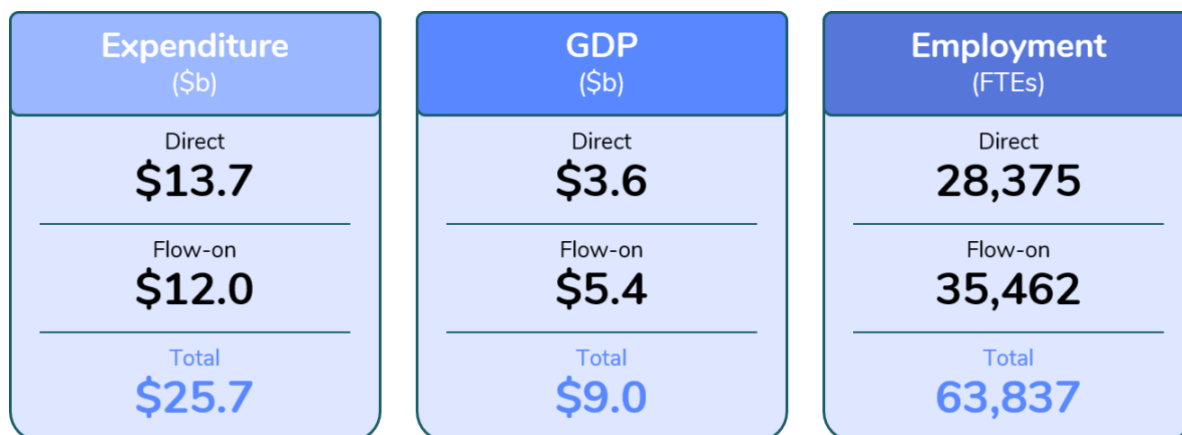 Expenditure
($b)
Direct
$13.7
Flow-on
$12.0
Total
$25.7
GDP
($b)
Direct
$3.6
Flow-on
$5.4
Total
$9.0
Employment
(FTEs)
Direct
28,375
Flow-on
35,462
Total
63,837